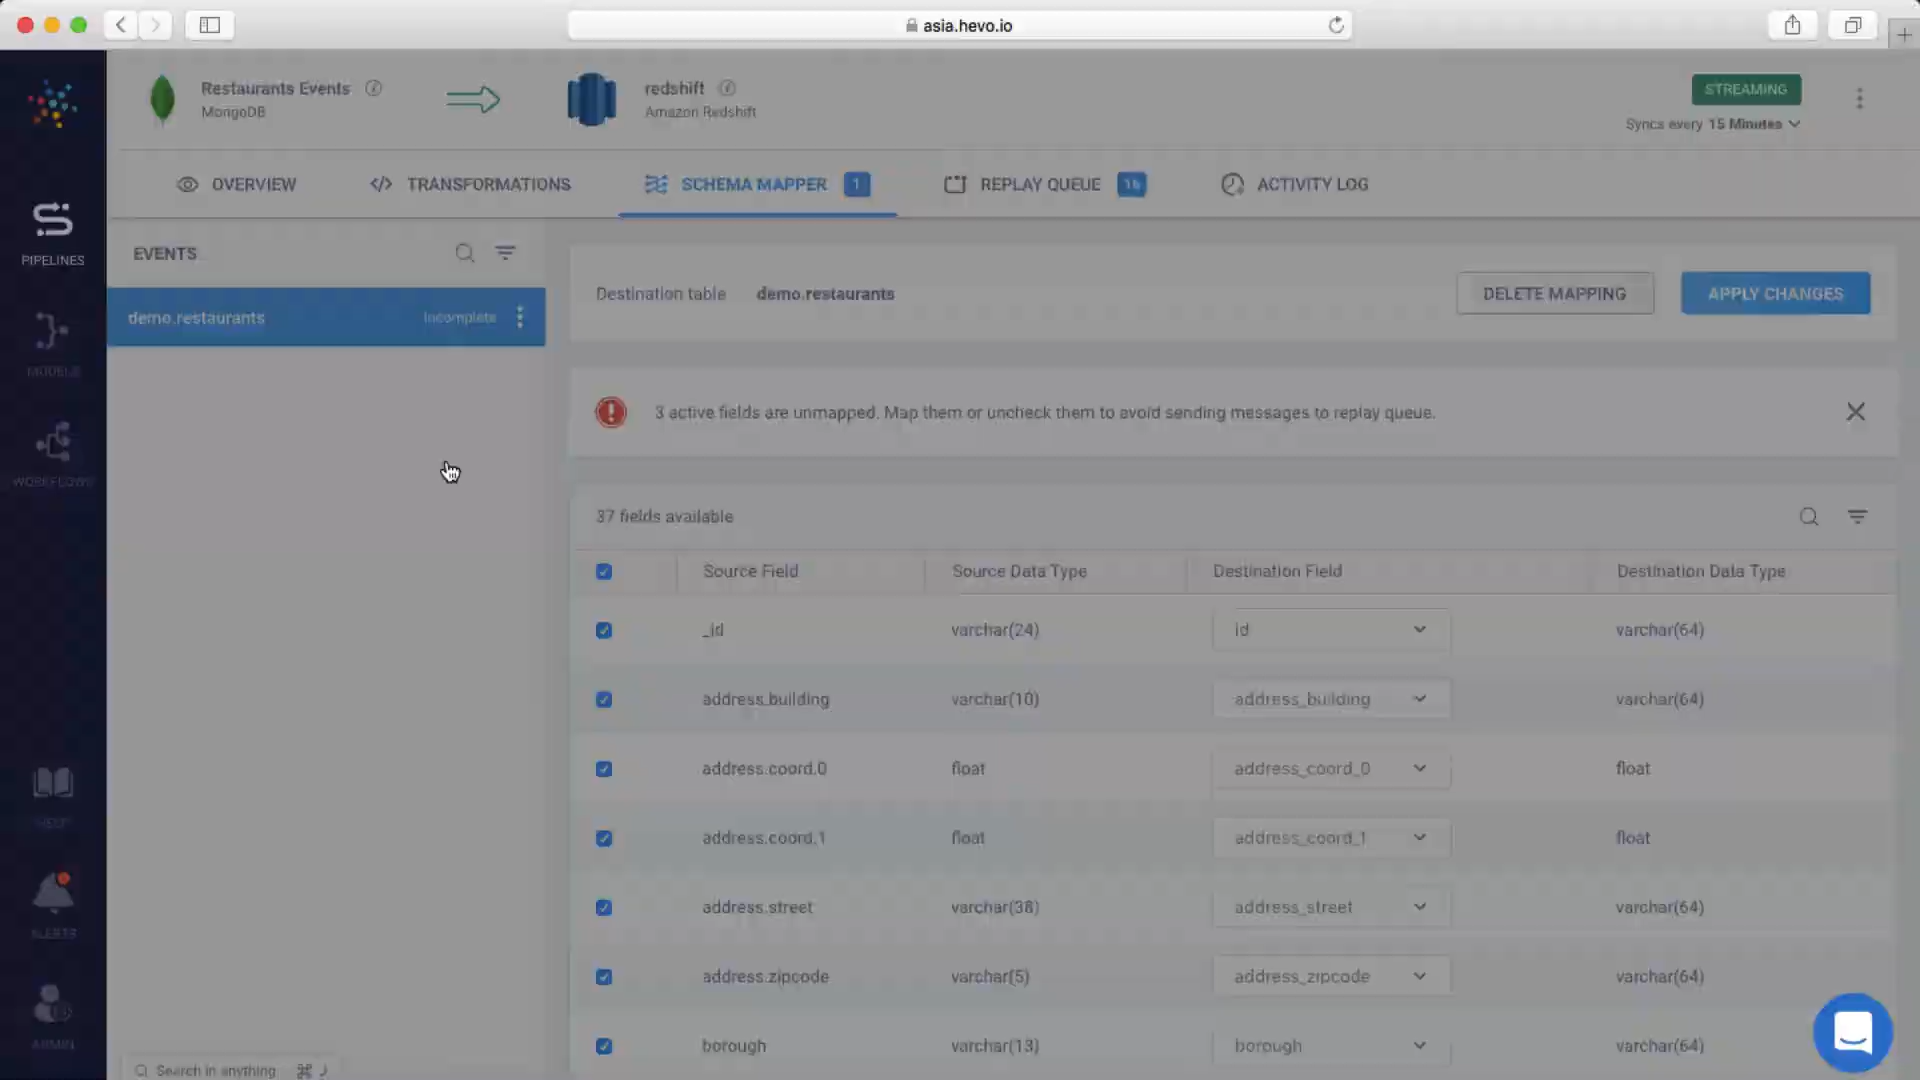 asia.hevo.io
Restaurants Events
MongoDB
redshift
Amazon Redshift
STREAMING
Syncs every 15 Minutes
OVERVIEW
TRANSFORMATIONS
SCHEMA MAPPER 1
REPLAY QUEUE 16
ACTIVITY LOG
PIPELINES
MODELS
WORKFLOWS
HELP
ALERTS
ADMIN
EVENTS
demo.restaurants Incomplete
Search in anything ⌘ J
Destination table demo.restaurants
DELETE MAPPING
APPLY CHANGES
3 active fields are unmapped. Map them or uncheck them to avoid sending messages to replay queue.
37 fields available
Source Field Source Data Type Destination Field Destination Data Type
_id varchar(24) id varchar(64)
address.building varchar(10) address_building varchar(64)
address.coord.0 float address_coord_0 float
address.coord.1 float address_coord_1 float
address.street varchar(38) address_street varchar(64)
address.zipcode varchar(5) address_zipcode varchar(64)
borough varchar(13) borough varchar(64)